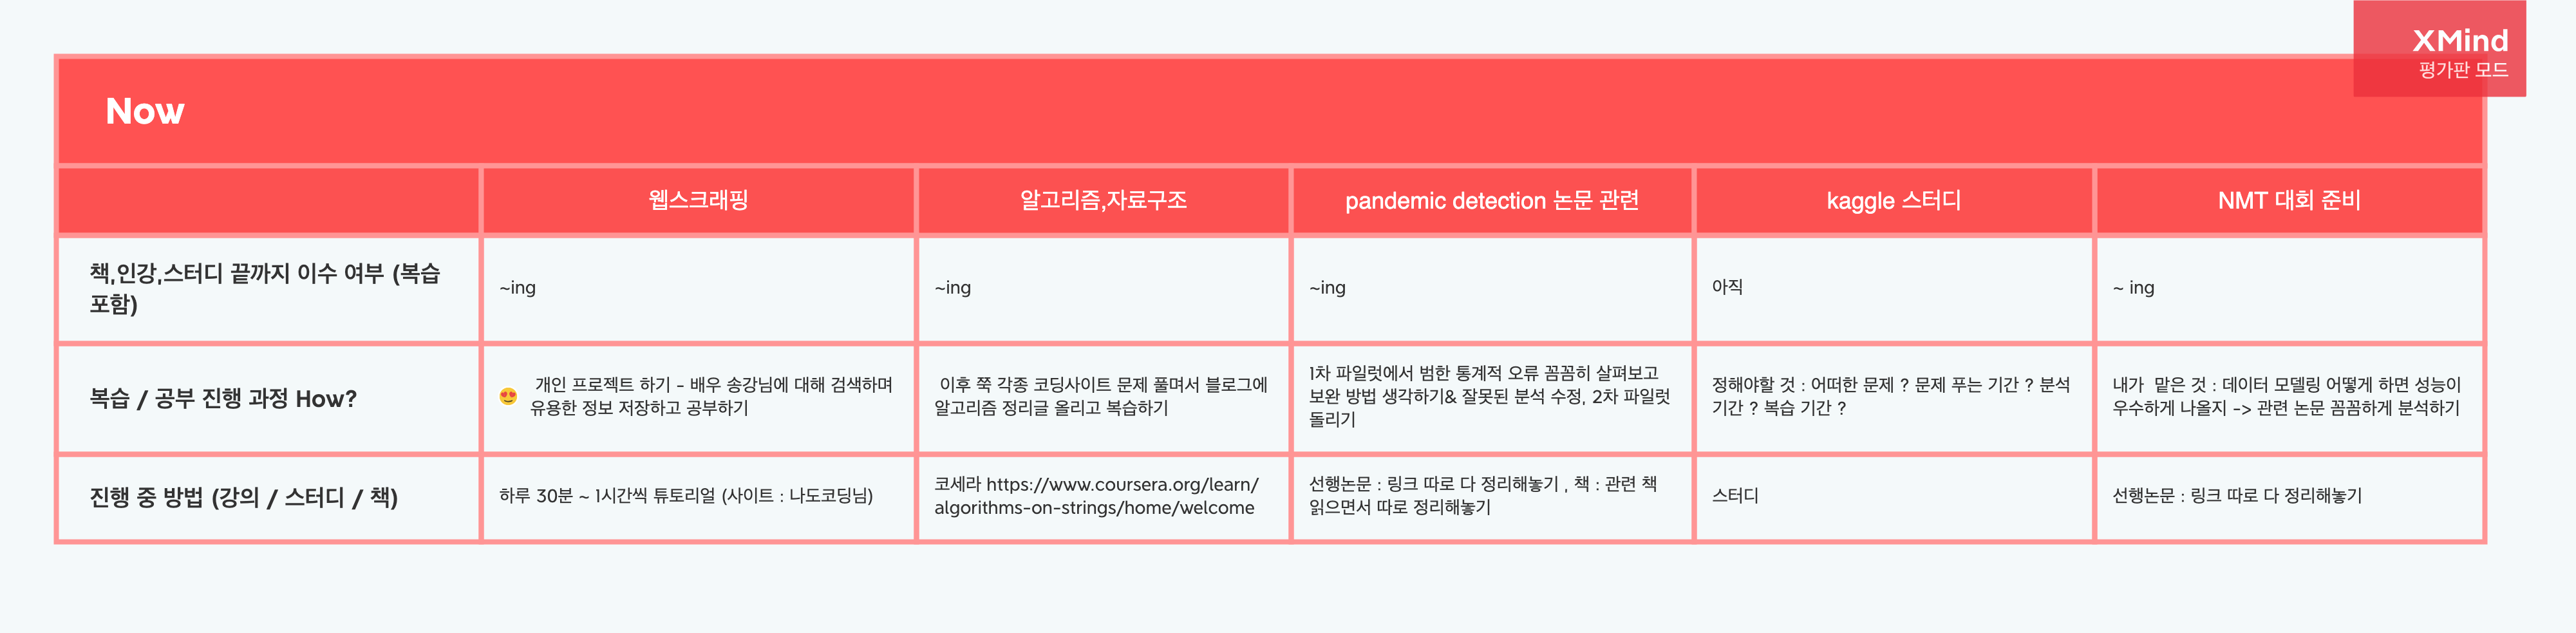 XMind
평가판 모드
Now
웹스크래핑
알고리즘,자료구조
pandemic detection 논문 관련
kaggle 스터디
NMT 대회 준비
책,인강,스터디 끝까지 이수 여부 (복습
포함)
~ing
~ing
~ing
아직
~ ing
복습 / 공부 진행 과정 How?
😍 개인 프로젝트 하기 - 배우 송강님에 대해 검색하며
유용한 정보 저장하고 공부하기
이후 쭉 각종 코딩사이트 문제 풀며서 블로그에
알고리즘 정리글 올리고 복습하기
1차 파일럿에서 범한 통계적 오류 꼼꼼히 살펴보고
보완 방법 생각하기& 잘못된 분석 수정, 2차 파일럿
돌리기
정해야할 것 : 어떠한 문제 ? 문제 푸는 기간 ? 분석
기간 ? 복습 기간 ?
내가 맡은 것 : 데이터 모델링 어떻게 하면 성능이
우수하게 나올지 -> 관련 논문 꼼꼼하게 분석하기
진행 중 방법 (강의 / 스터디 / 책)
하루 30분 ~ 1시간씩 튜토리얼 (사이트 : 나도코딩님)
코세라 https://www.coursera.org/learn/
algorithms-on-strings/home/welcome
선행논문 : 링크 따로 다 정리해놓기 , 책 : 관련 책
읽으면서 따로 정리해놓기
스터디
선행논문 : 링크 따로 다 정리해놓기